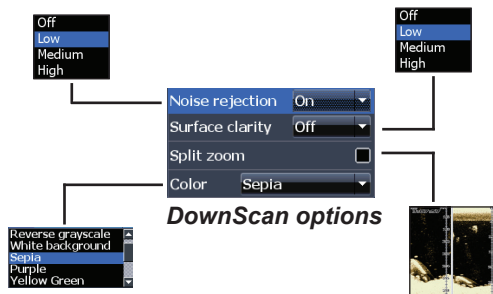 Off
Low
Medium
High
Off
Low
Medium
High
Noise rejection On
Surface clarity Off
Split zoom
Color Sepia
DownScan options
Reverse grayscale
White background
Sepia
Purple
Yellow Green